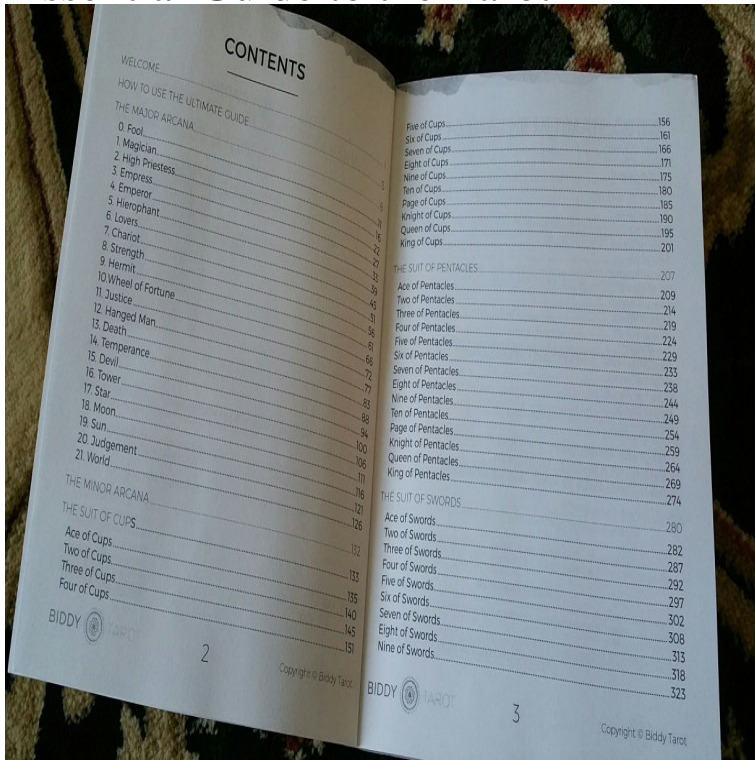 CONTENTS
WELCOME
HOW TO USE THE ULTIMATE GUIDE
THE MAJOR ARCANA
0. Fool 11
1. Magician 16
2. High Priestess 22
3. Empress 27
4. Emperor 33
5. Hierophant 39
6. Lovers 45
7. Chariot 51
8. Strength 56
9. Hermit 61
10. Wheel of Fortune 66
11. Justice 72
12. Hanged Man 77
13. Death 83
14. Temperance 88
15. Devil 94
16. Tower 100
17. Star 106
18. Moon 111
19. Sun 116
20. Judgement 121
21. World 126
THE MINOR ARCANA 132
THE SUIT OF CUPS 133
Ace of Cups 135
Two of Cups 140
Three of Cups 145
Four of Cups 151
BIDDY TAROT
2
Copyright © Biddy Tarot
Five of Cups 156
Six of Cups 161
Seven of Cups 166
Eight of Cups 171
Nine of Cups 175
Ten of Cups 180
Page of Cups 185
Knight of Cups 190
Queen of Cups 195
King of Cups 201
THE SUIT OF PENTACLES 207
Ace of Pentacles 209
Two of Pentacles 214
Three of Pentacles 219
Four of Pentacles 224
Five of Pentacles 229
Six of Pentacles 233
Seven of Pentacles 238
Eight of Pentacles 244
Nine of Pentacles 249
Ten of Pentacles 254
Page of Pentacles 259
Knight of Pentacles 264
Queen of Pentacles 269
King of Pentacles 274
THE SUIT OF SWORDS 280
Ace of Swords 282
Two of Swords 287
Three of Swords 292
Four of Swords 297
Five of Swords 302
Six of Swords 308
Seven of Swords 313
Eight of Swords 318
Nine of Swords 323
BIDDY TAROT
3
Copyright © Biddy Tarot